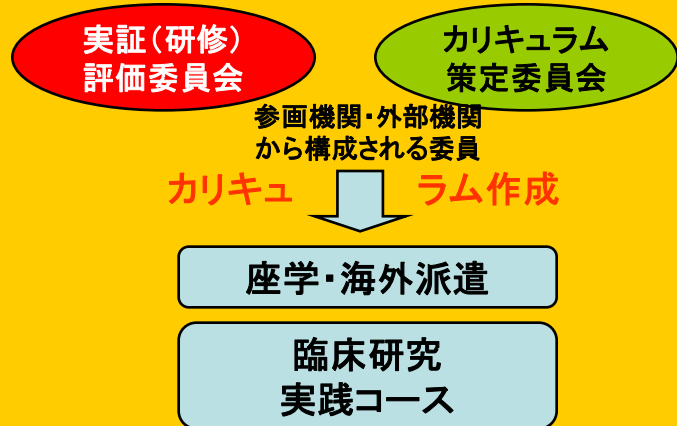 実証(研修)
評価委員会
カリキュラム
策定委員会
参画機関・外部機関
から構成される委員
カリキュ ラム作成
座学・海外派遣
臨床研究
実践コース